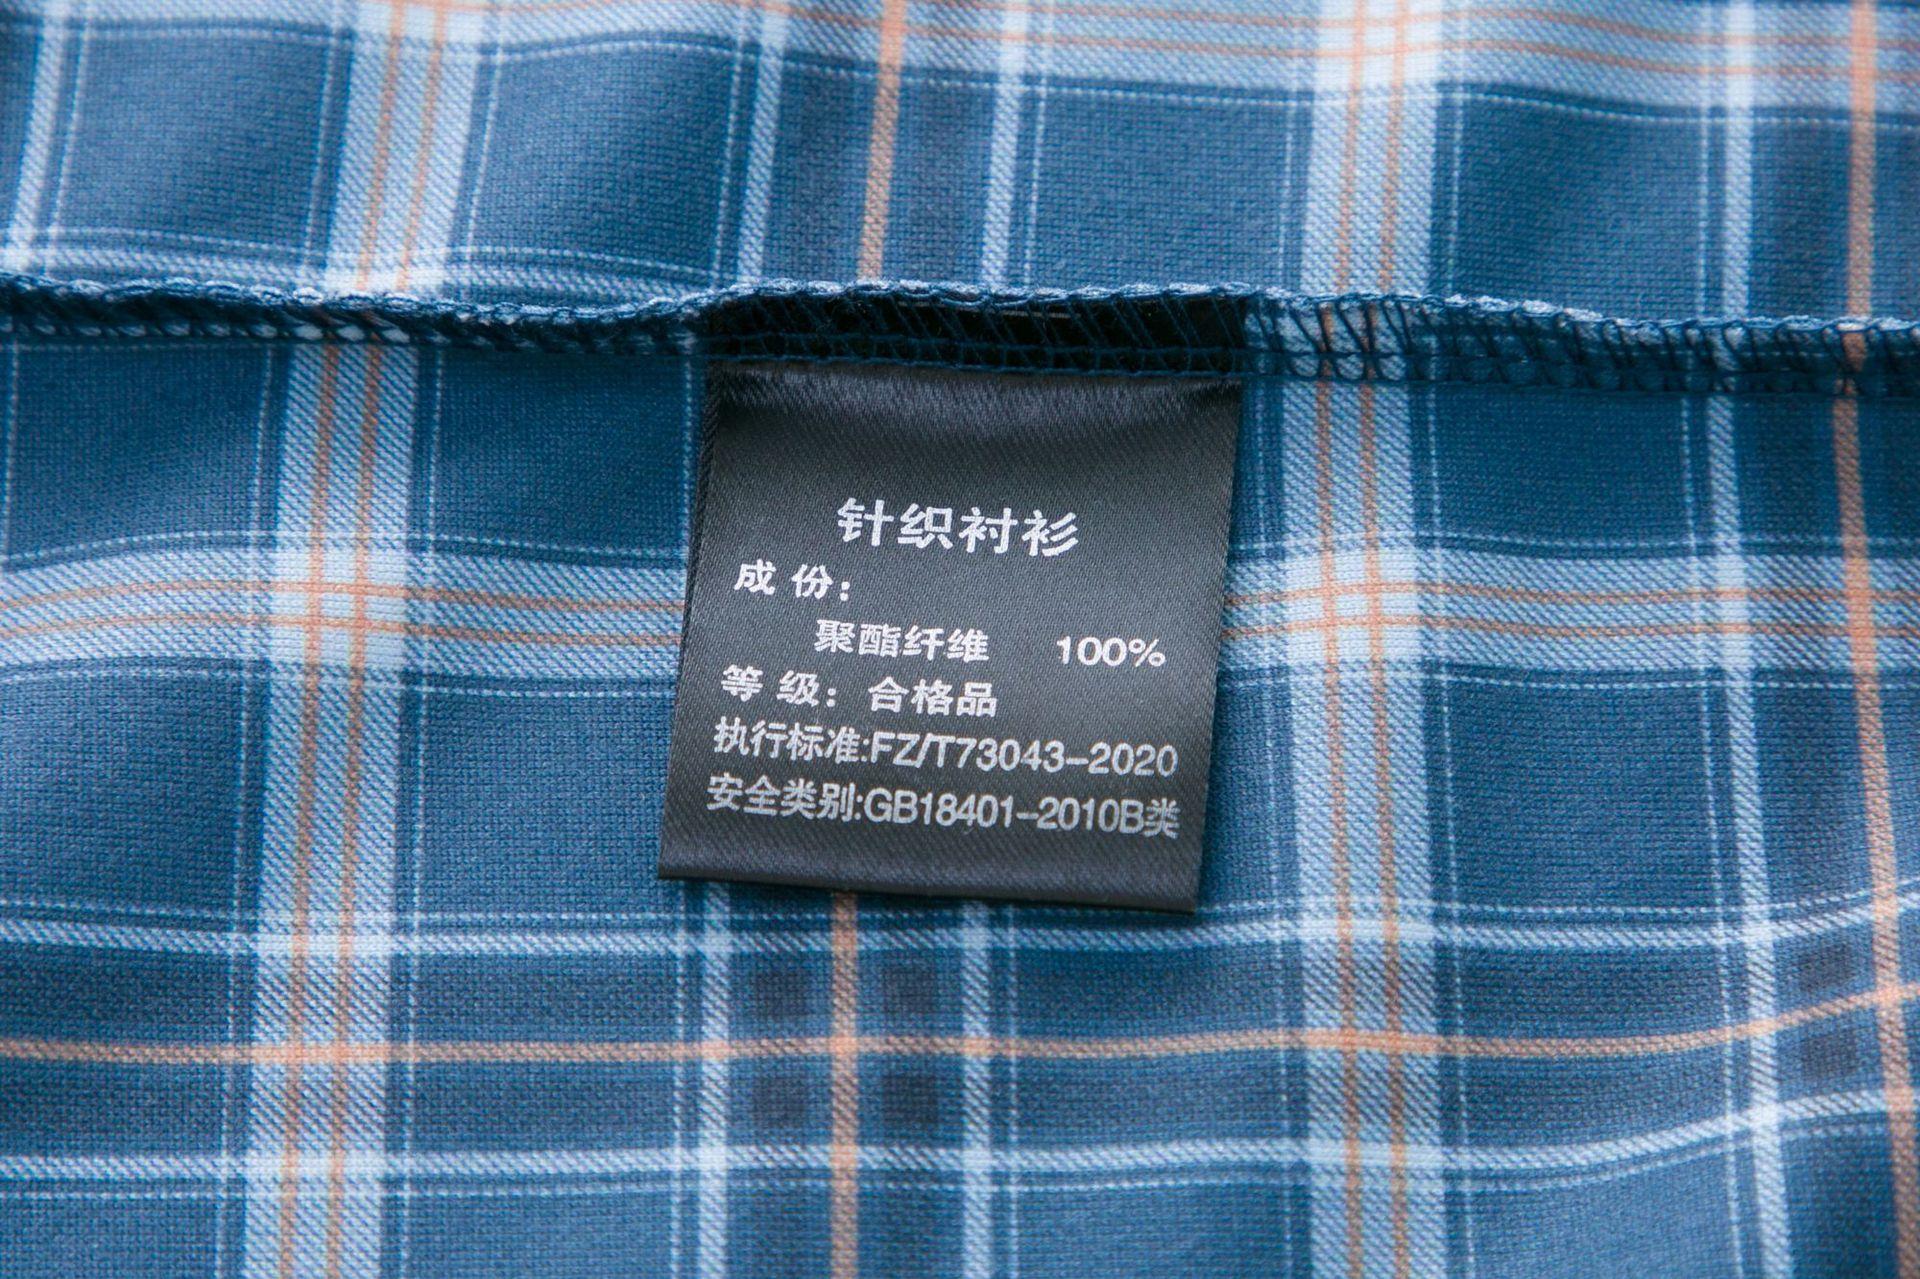 针织衬衫
成份:
聚酯纤维 100%
等级: 合格品
执行标准:FZ/T73043-2020
安全类别:GB18401-2010B类